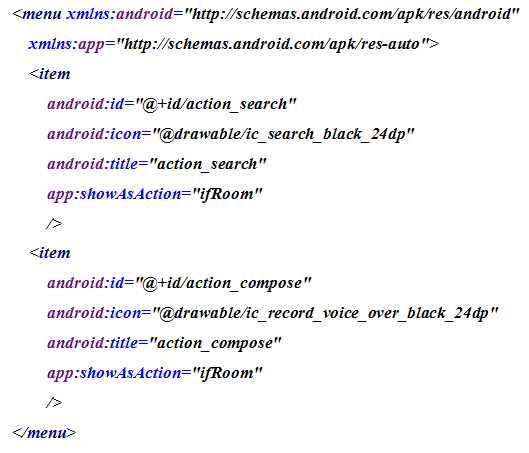 <menu xmlns:android="http://schemas.android.com/apk/res/android"
xmlns:app="http://schemas.android.com/apk/res-auto">
<item
android:id="@+id/action_search"
android:icon="@drawable/ic_search_black_24dp"
android:title="action_search"
app:showAsAction="ifRoom"
/>
<item
android:id="@+id/action_compose"
android:icon="@drawable/ic_record_voice_over_black_24dp"
android:title="action_compose"
app:showAsAction="ifRoom"
/>
</menu>